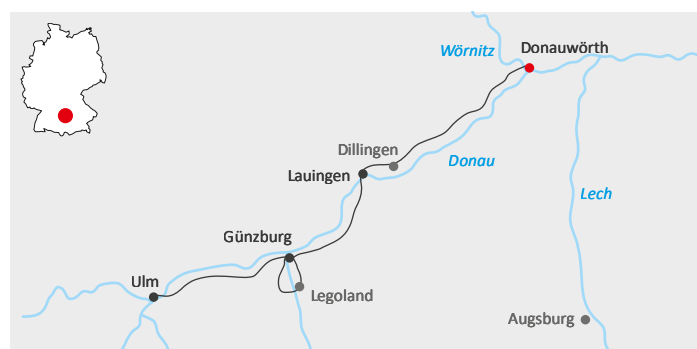 Wörnitz
Donauwörth
Dillingen
Donau
Lauingen
Lech
Günzburg
Ulm
Legoland
Augsburg